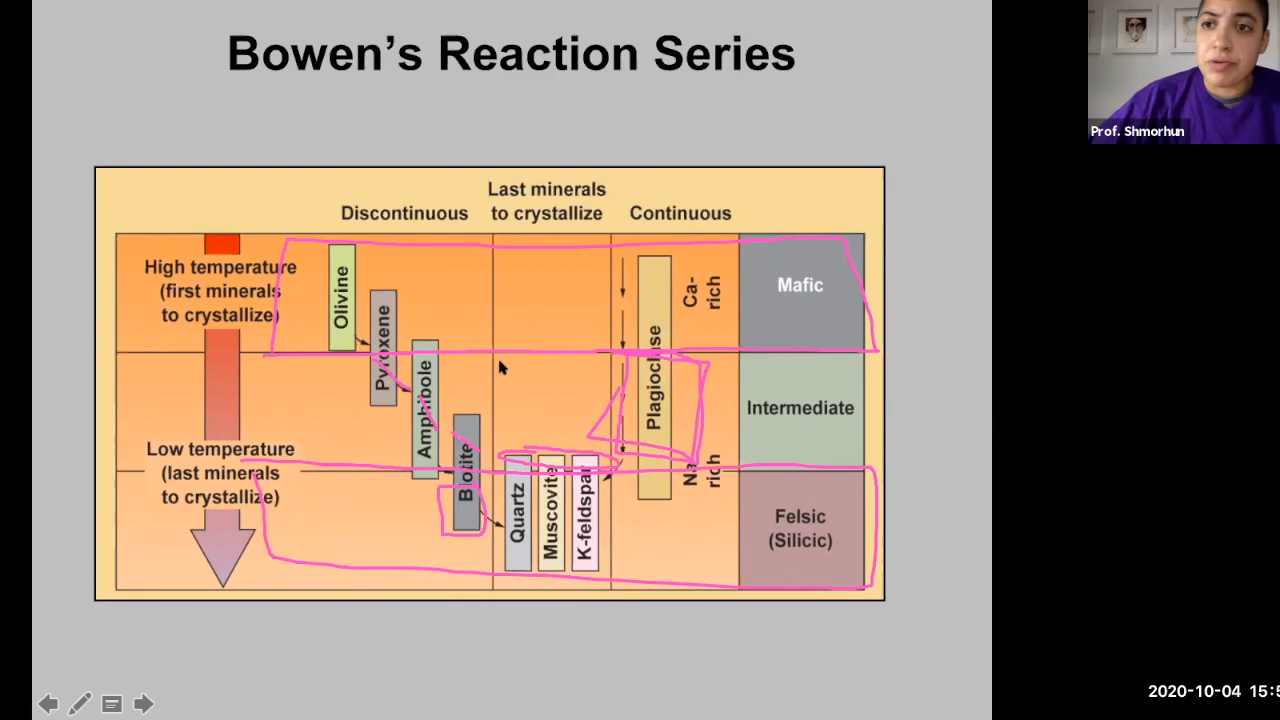 Bowen's Reaction Series
Prof. Shmorhun
Last minerals
to crystallize
Discontinuous
Continuous
High temperature
(first minerals
to crystallize)
Olivine
Pyroxene
Amphibole
Biotite
Quartz
Muscovite
K-feldspar
Plagioclase
Ca-
rich
Na-
rich
Mafic
Intermediate
Low temperature
(last minerals
to crystallize)
Felsic
(Silicic)
2020-10-04 15:5